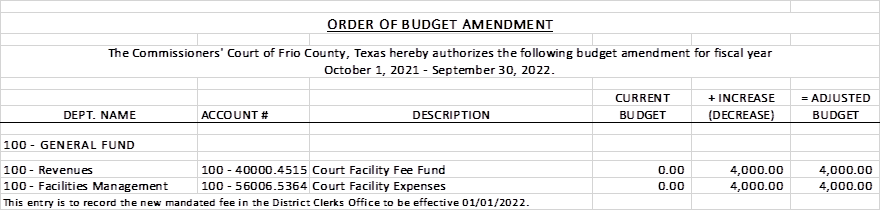 ORDER OF BUDGET AMENDMENT
The Commissioners' Court of Frio County, Texas hereby authorizes the following budget amendment for fiscal year
October 1, 2021 - September 30, 2022.
CURRENT + INCREASE = ADJUSTED
DEPT. NAME ACCOUNT # DESCRIPTION BUDGET (DECREASE) BUDGET
100 - GENERAL FUND
100 - Revenues 100 - 40000.4515 Court Facility Fee Fund 0.00 4,000.00 4,000.00
100 - Facilities Management 100 - 56006.5364 Court Facility Expenses 0.00 4,000.00 4,000.00
This entry is to record the new mandated fee in the District Clerks Office to be effective 01/01/2022.